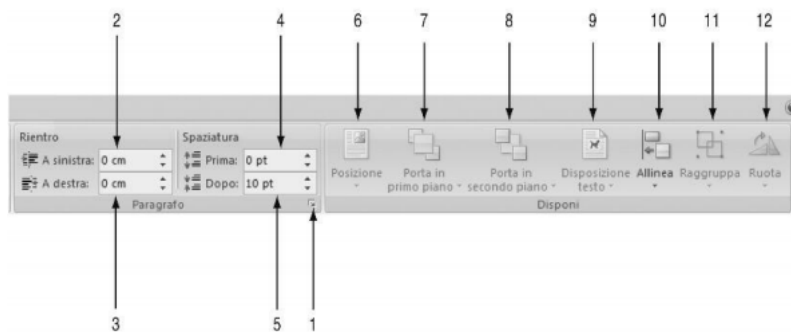 2 4 6 7 8 9 10 11 12
Rientro Spaziatura
A sinistra: 0 cm Prima: 0 pt
A destra: 0 cm Dopo: 10 pt
Posizione Porta in primo piano Porta in secondo piano Disposizione testo Allinea Raggruppa Ruota
Paragrafo Disponi
3 5 1